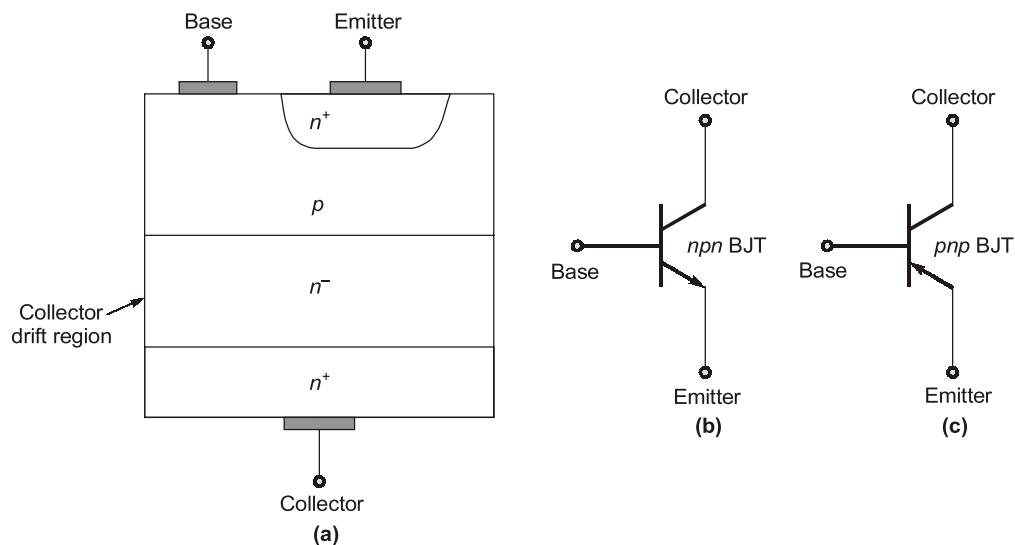 Base
Emitter
n⁺
p
n⁻
Collector
drift region
n⁺
Collector
(a)
Collector
npn BJT
Base
Emitter
(b)
Collector
pnp BJT
Base
Emitter
(c)